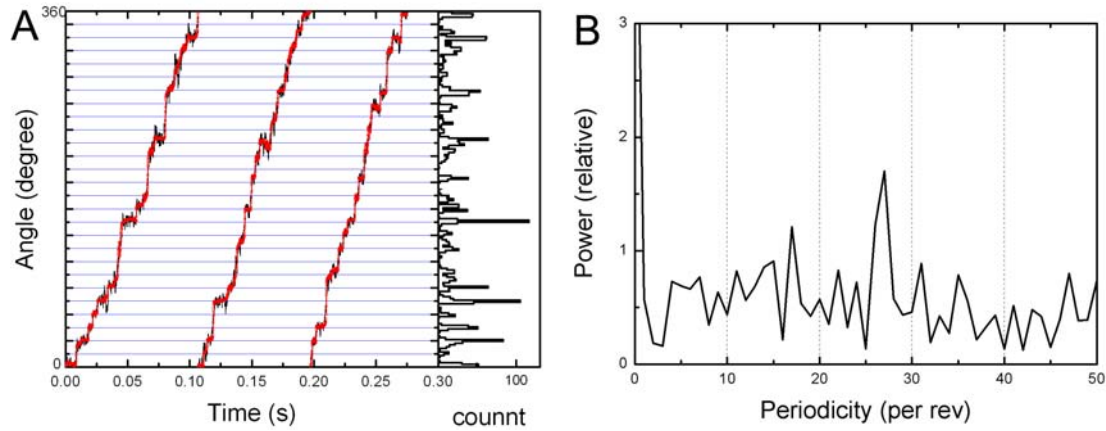 A
360
Angle (degree)
0
0.00 0.05 0.10 0.15 0.20 0.25 0.30 100
Time (s)
counnt
B
3
2
1
0
Power (relative)
0 10 20 30 40 50
Periodicity (per rev)